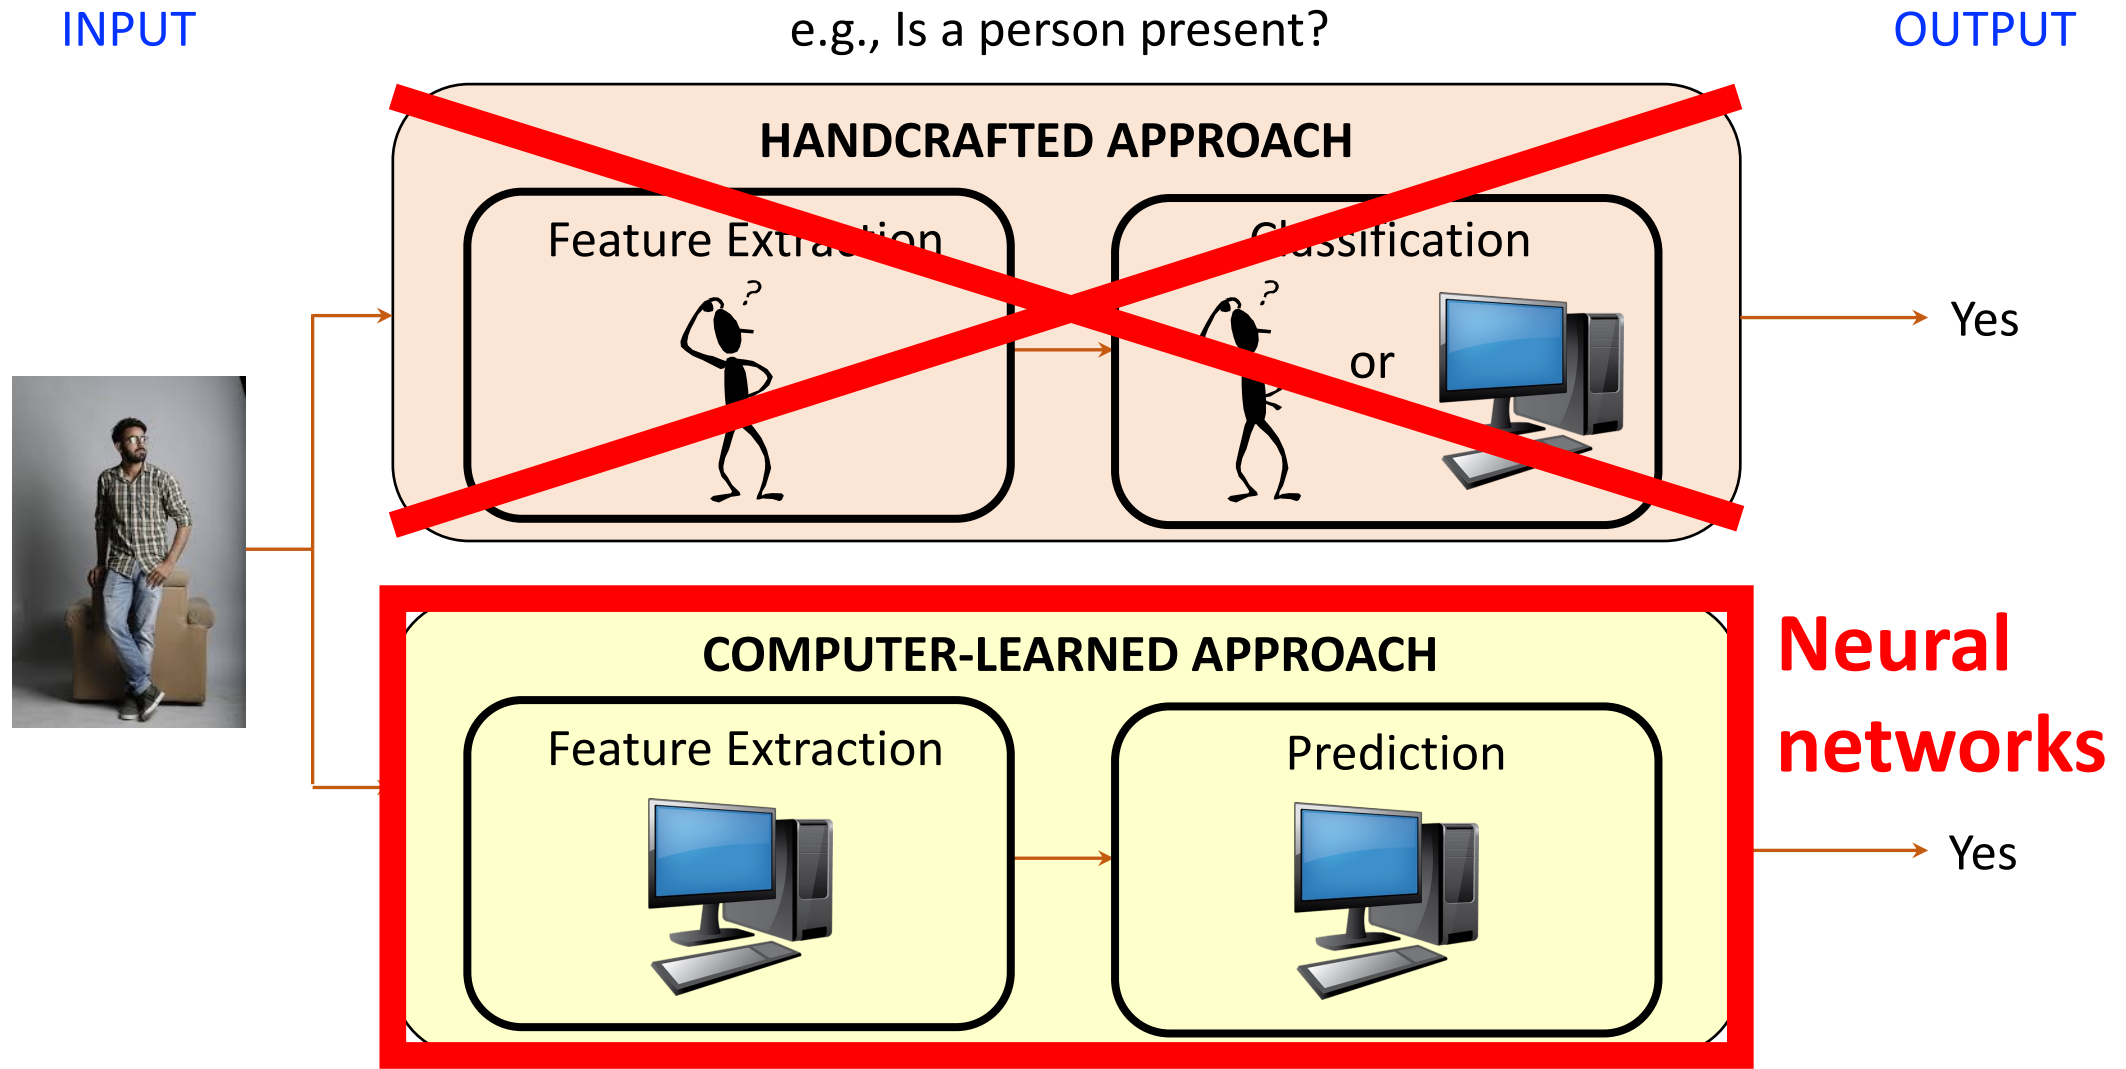 INPUT
e.g., Is a person present?
OUTPUT
HANDCRAFTED APPROACH
Feature Extraction
Classification
?
?
or
Yes
COMPUTER-LEARNED APPROACH
Neural
networks
Feature Extraction
Prediction
Yes